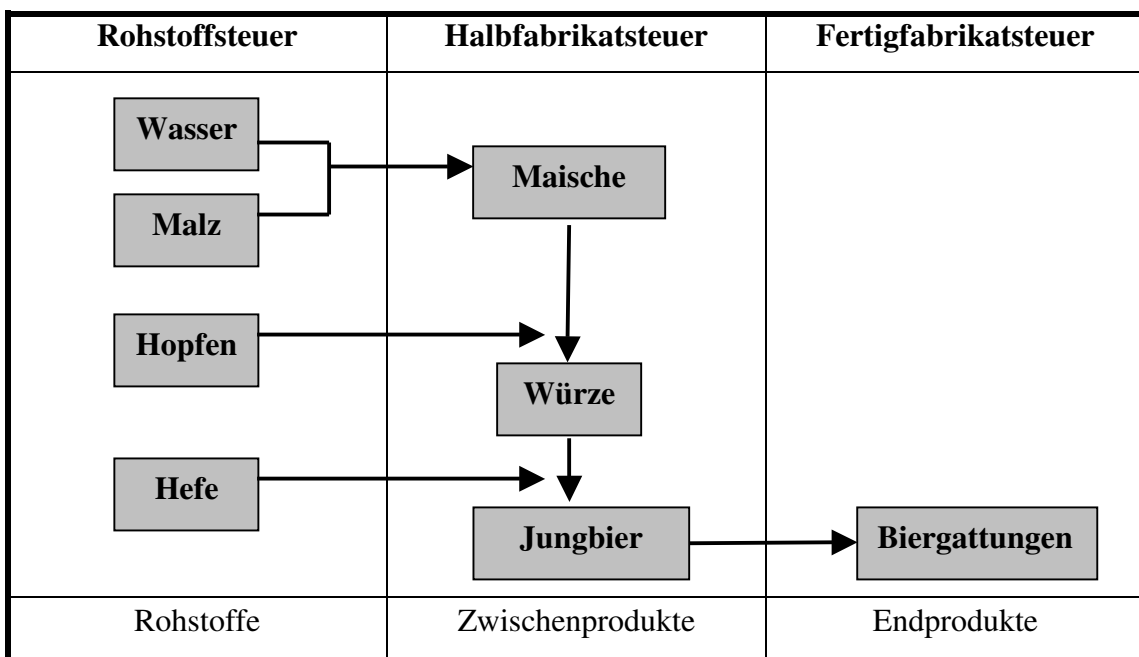 Rohstoffsteuer
Halbfabrikatsteuer
Fertigfabrikatsteuer
Wasser
Malz
Maische
Hopfen
Würze
Hefe
Jungbier
Biergattungen
Rohstoffe
Zwischenprodukte
Endprodukte